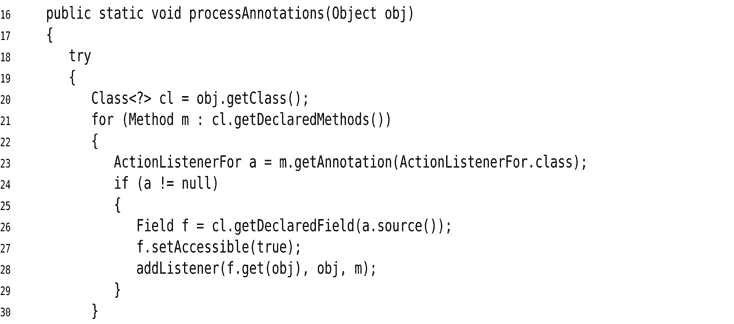 16 public static void processAnnotations(Object obj)
17 {
18 try
19 {
20 Class<?> cl = obj.getClass();
21 for (Method m : cl.getDeclaredMethods())
22 {
23 ActionListenerFor a = m.getAnnotation(ActionListenerFor.class);
24 if (a != null)
25 {
26 Field f = cl.getDeclaredField(a.source());
27 f.setAccessible(true);
28 addListener(f.get(obj), obj, m);
29 }
30 }